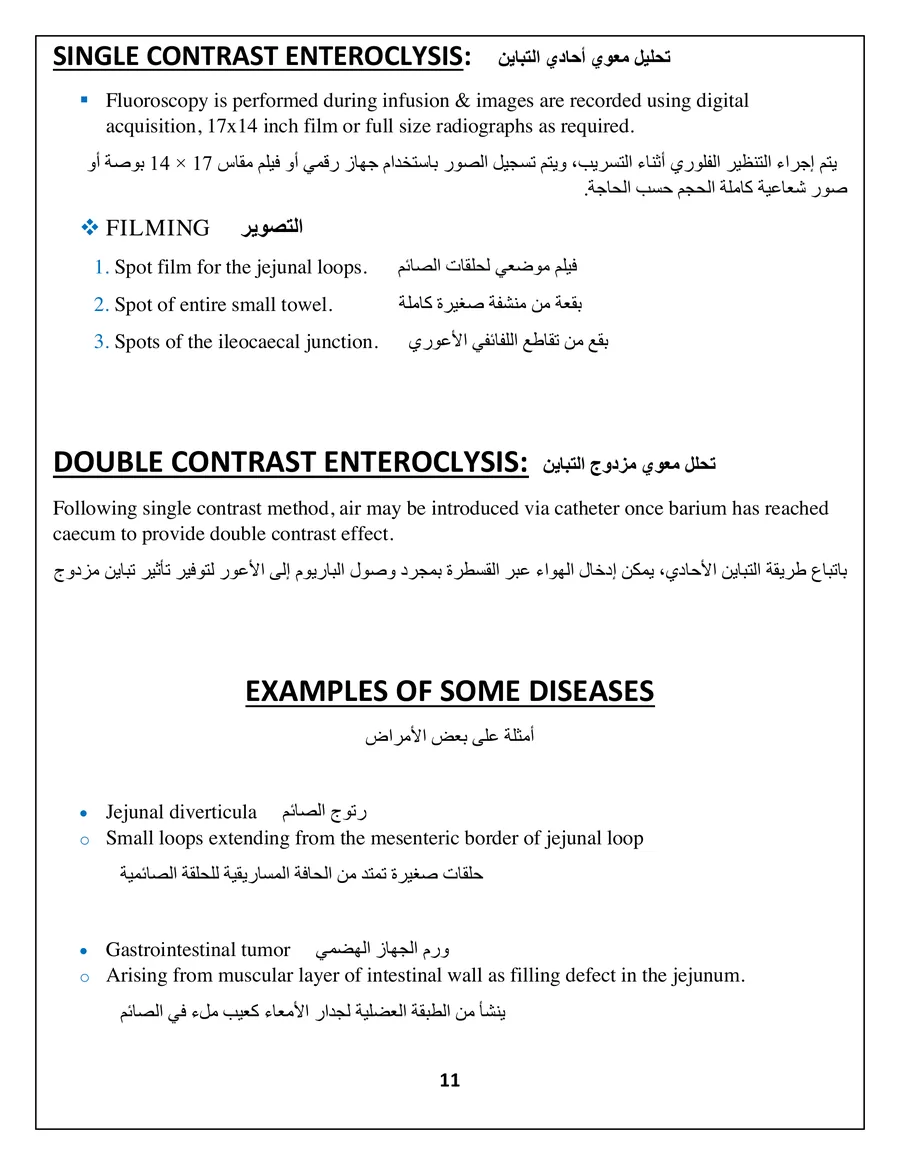 SINGLE CONTRAST ENTEROCLYSIS: تحليل معوي أحادي التباين
▪ Fluoroscopy is performed during infusion & images are recorded using digital
acquisition, 17x14 inch film or full size radiographs as required.
يتم إجراء التنظير الفلوري أثناء التسريب، ويتم تسجيل الصور باستخدام جهاز رقمي أو فيلم مقاس 17 × 14 بوصة أو
صور شعاعية كاملة الحجم حسب الحاجة.
❖ FILMING التصوير
1. Spot film for the jejunal loops. فيلم موضعي لحلقات الصائم
2. Spot of entire small towel. بقعة من منشفة صغيرة كاملة
3. Spots of the ileocaecal junction. بقع من تقاطع اللفائفي الأعوري
DOUBLE CONTRAST ENTEROCLYSIS: تحلل معوي مزدوج التباين
Following single contrast method, air may be introduced via catheter once barium has reached
caecum to provide double contrast effect.
باتباع طريقة التباين الأحادي، يمكن إدخال الهواء عبر القسطرة بمجرد وصول الباريوم إلى الأعور لتوفير تأثير تباين مزدوج
EXAMPLES OF SOME DISEASES
أمثلة على بعض الأمراض
• Jejunal diverticula رتوج الصائم
o Small loops extending from the mesenteric border of jejunal loop
حلقات صغيرة تمتد من الحافة المساريقية للحلقة الصائمية
• Gastrointestinal tumor ورم الجهاز الهضمي
o Arising from muscular layer of intestinal wall as filling defect in the jejunum.
ينشأ من الطبقة العضلية لجدار الأمعاء كعيب ملء في الصائم
11